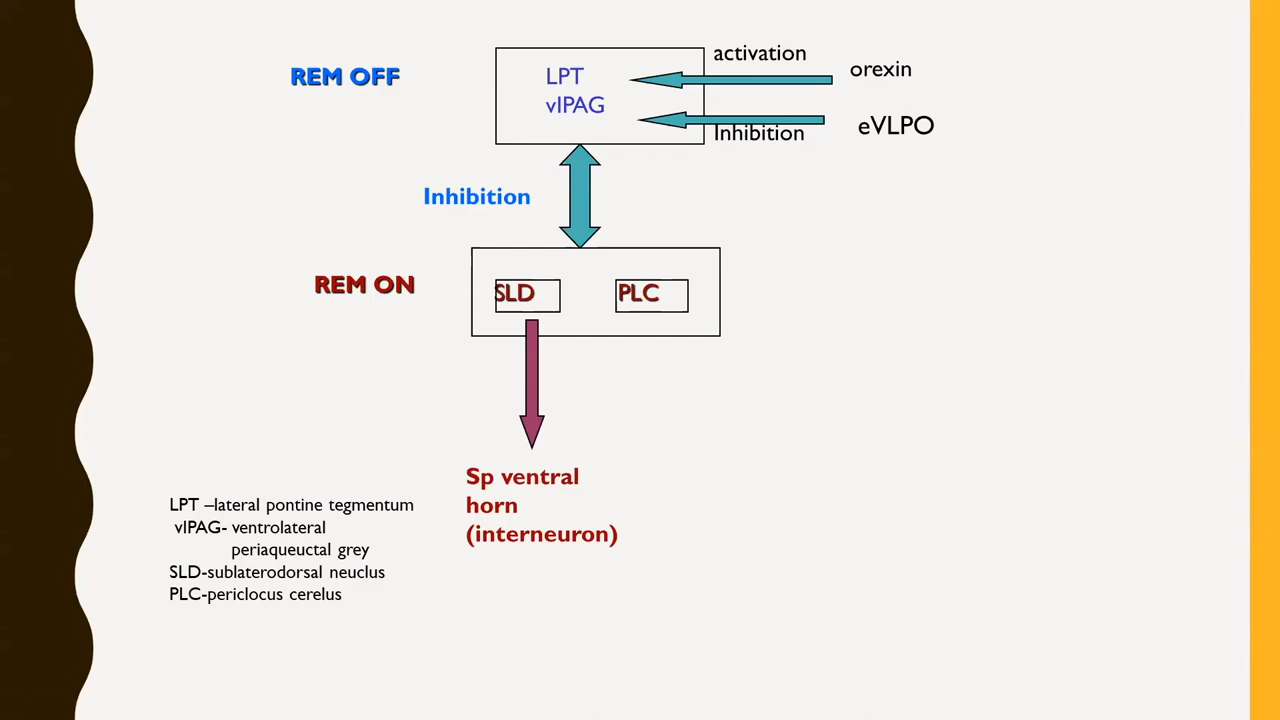 REM OFF
LPT
vlPAG
activation
orexin
Inhibition
eVLPO
Inhibition
REM ON
SLD
PLC
Sp ventral
horn
(interneuron)
LPT –lateral pontine tegmentum
vlPAG- ventrolateral
periaqueuctal grey
SLD-sublaterodorsal neuclus
PLC-periclocus cerelus